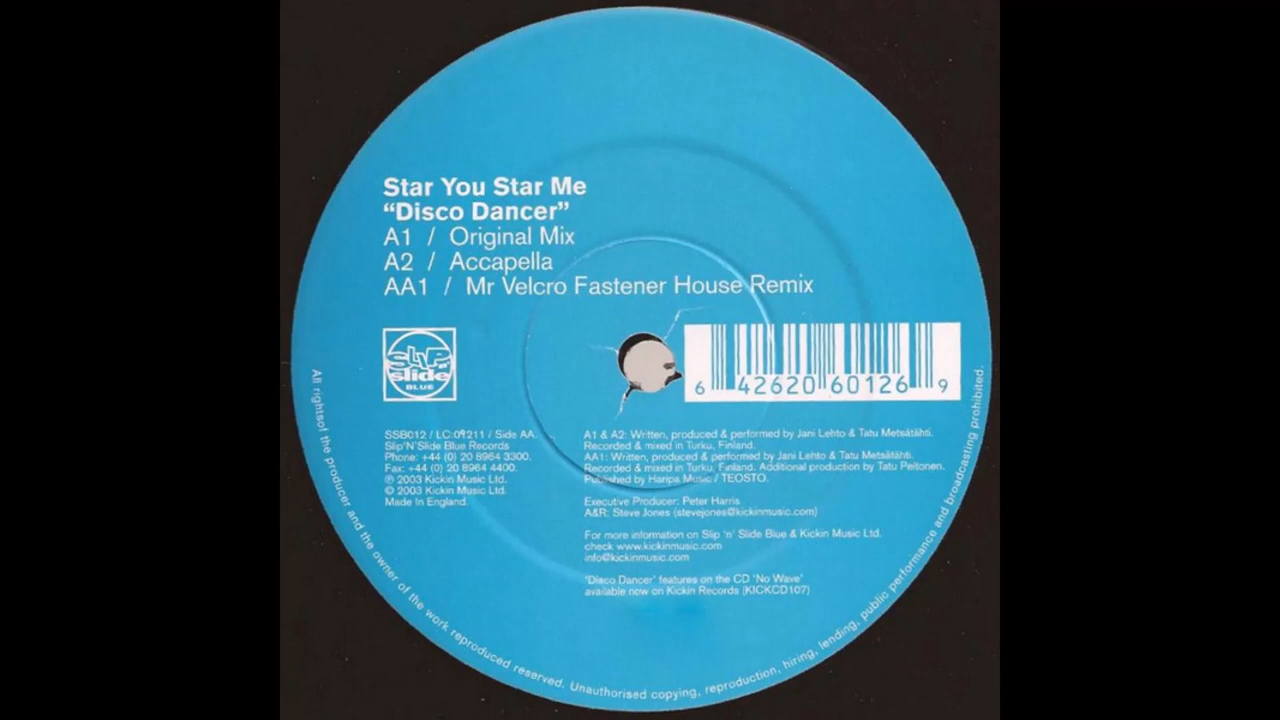 Star You Star Me
“Disco Dancer”
A1 / Original Mix
A2 / Accapella
AA1 / Mr Velcro Fastener House Remix
SLIP
n
slide
BLUE
6 42620 60126 9
SSB012 / LC:09211 / Side AA.
Slip'N'Slide Blue Records
Phone: +44 (0) 20 8964 3300.
Fax: +44 (0) 20 8964 4400.
℗ 2003 Kickin Music Ltd.
© 2003 Kickin Music Ltd.
Made In England.
A1 & A2: Written, produced & performed by Jani Lehto & Tatu Metsätähti.
Recorded & mixed in Turku, Finland.
AA1: Written, produced & performed by Jani Lehto & Tatu Metsätähti.
Recorded & mixed in Turku, Finland. Additional production by Tatu Peltonen.
Published by Haripa Music / TEOSTO.
Executive Producer: Peter Harris
A&R: Steve Jones (stevejones@kickinmusic.com)
For more information on Slip 'n' Slide Blue & Kickin Music Ltd.
check www.kickinmusic.com
info@kickinmusic.com
'Disco Dancer' features on the CD 'No Wave'
available now on Kickin Records (KICKCD107)
All rightsof the producer and the owner of the work reproduced reserved. Unauthorised copying, reproduction, hiring, lending, public performance and broadcasting prohibited.